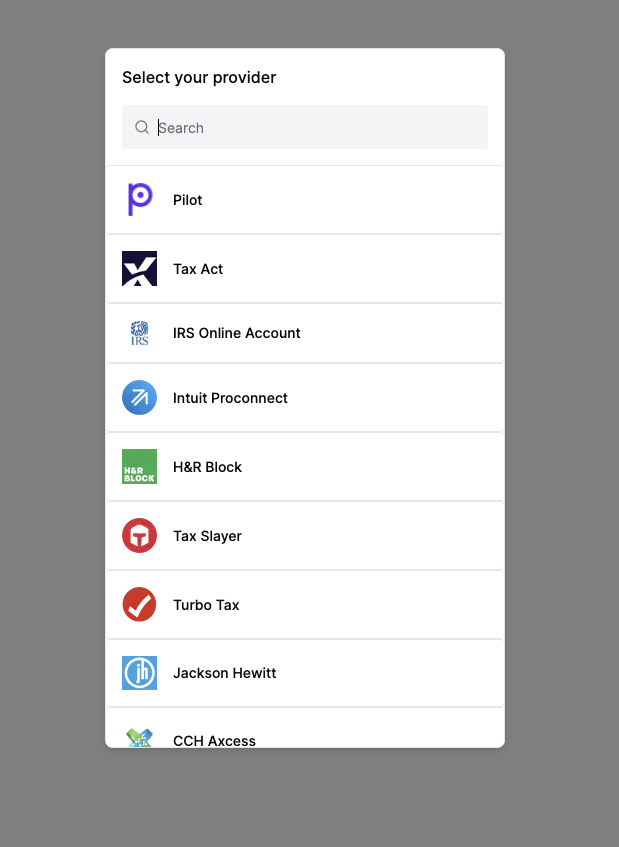 Select your provider
Search
Pilot
Tax Act
IRS
IRS Online Account
Intuit Proconnect
H&R
BLOCK
H&R Block
Tax Slayer
Turbo Tax
jh
Jackson Hewitt
CCH Axcess